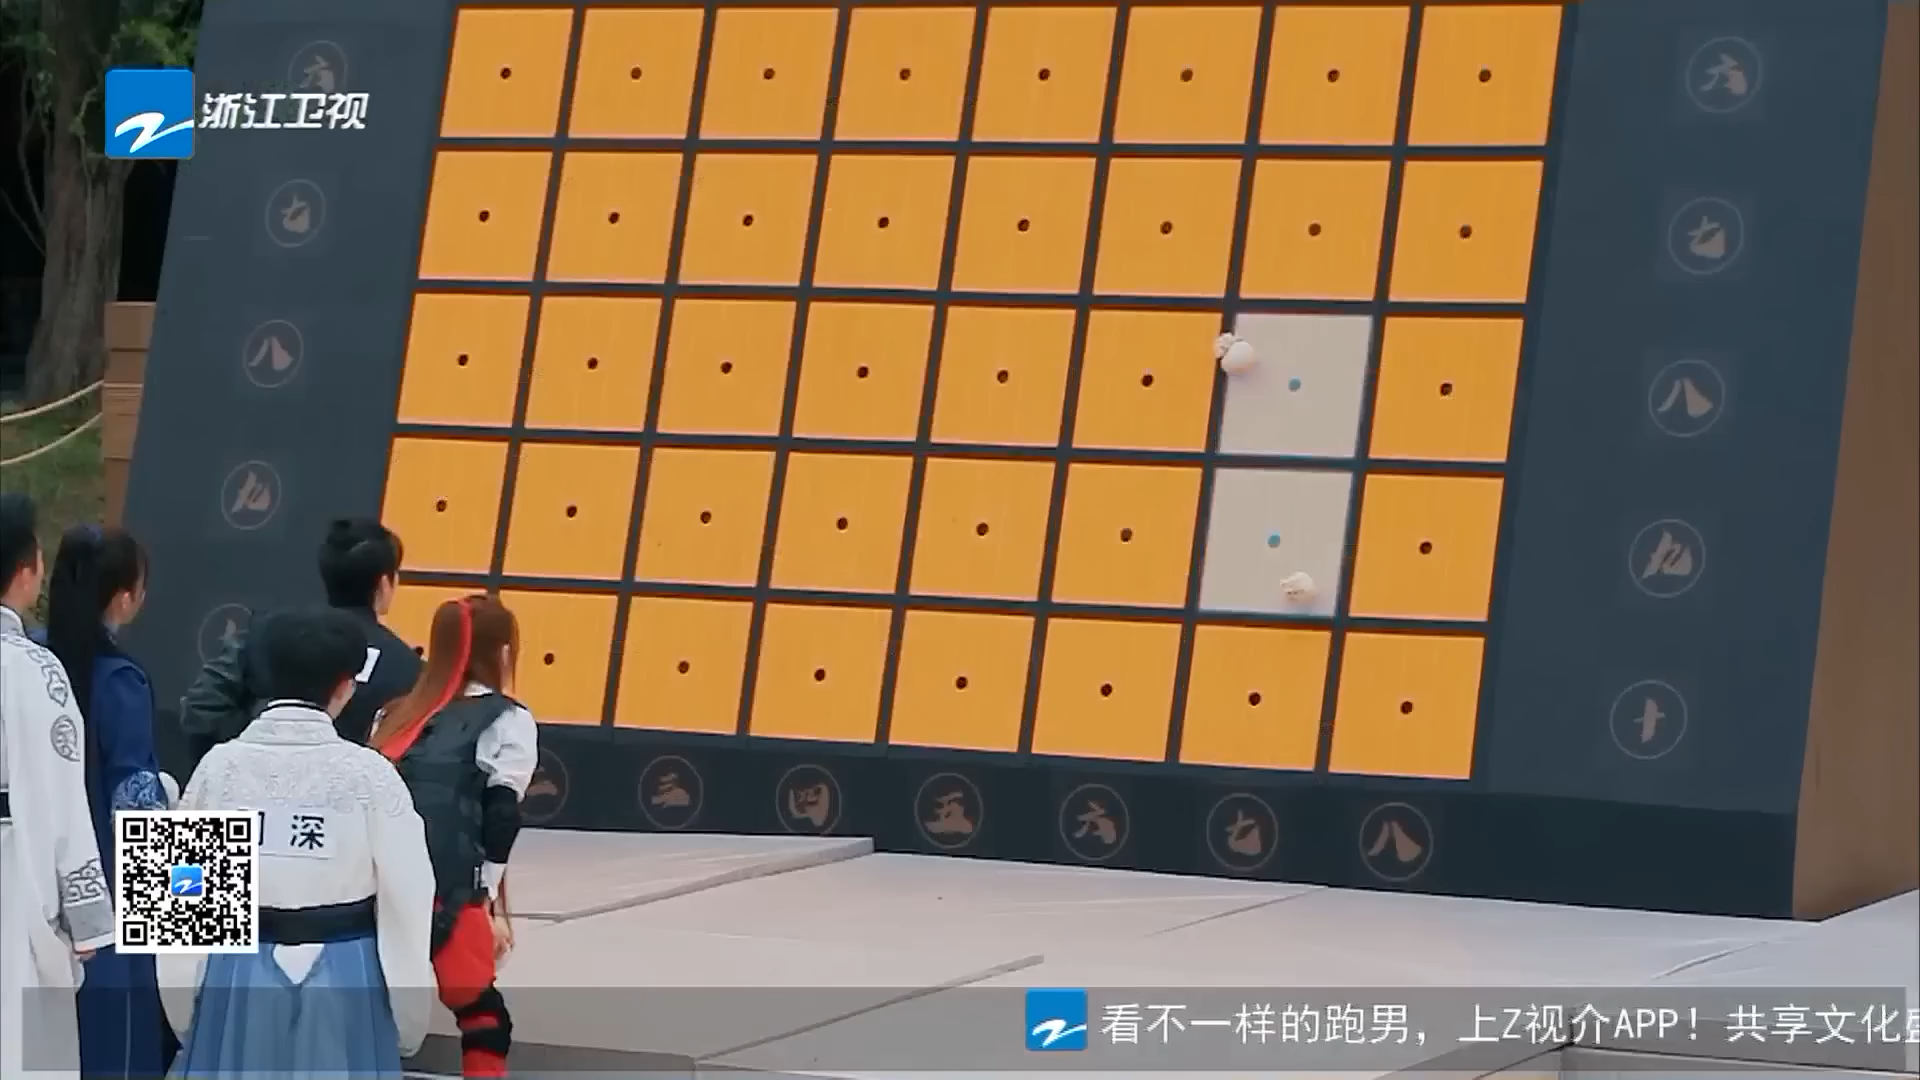 六
浙江卫视
六
七
七
八
八
九
九
十
二 三 四 五 六 七 八
深
看不一样的跑男，上Z视介APP！共享文化